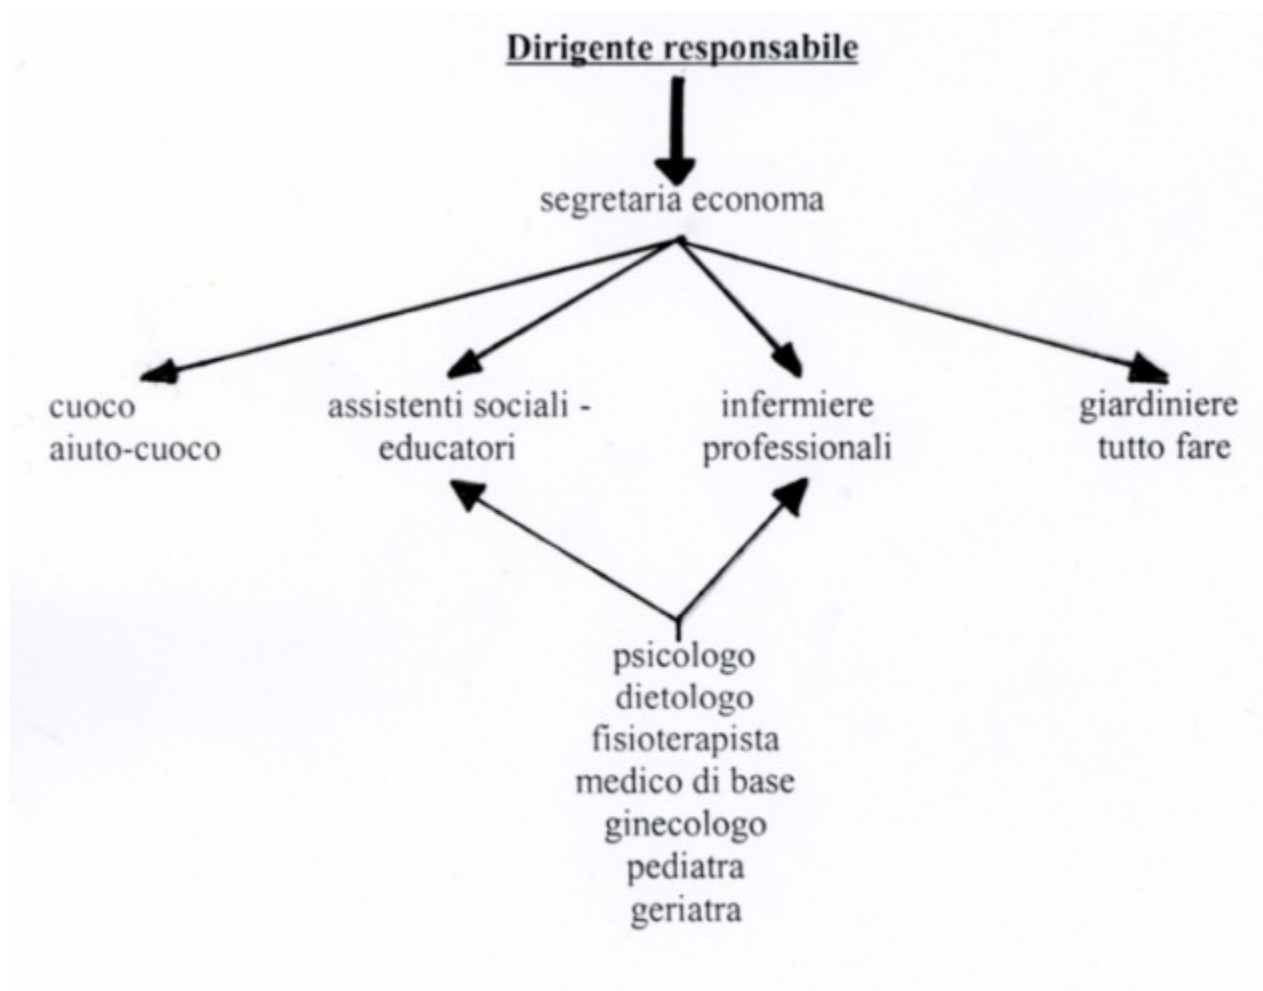 Dirigente responsabile
segretaria economa
cuoco
aiuto-cuoco
assistenti sociali -
educatori
infermiere
professionali
giardiniere
tutto fare
psicologo
dietologo
fisioterapista
medico di base
ginecologo
pediatra
geriatra